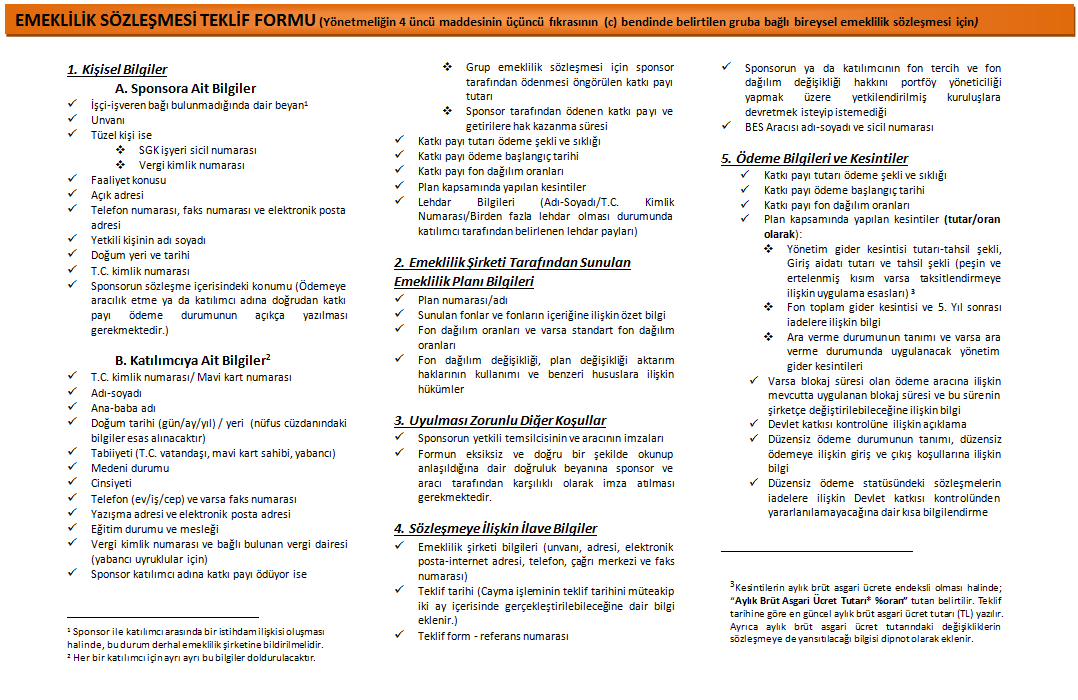 EMEKLİLİK SÖZLEŞMESİ TEKLİF FORMU (Yönetmeliğin 4 üncü maddesinin üçüncü fıkrasının (c) bendinde belirtilen gruba bağlı bireysel emeklilik sözleşmesi için)
1. Kişisel Bilgiler
A. Sponsora Ait Bilgiler
✓ İşçi-işveren bağı bulunmadığında dair beyan¹
✓ Unvanı
✓ Tüzel kişi ise
❖ SGK işyeri sicil numarası
❖ Vergi kimlik numarası
✓ Faaliyet konusu
✓ Açık adresi
✓ Telefon numarası, faks numarası ve elektronik posta
adresi
✓ Yetkili kişinin adı soyadı
✓ Doğum yeri ve tarihi
✓ T.C. kimlik numarası
✓ Sponsorun sözleşme içerisindeki konumu (Ödemeye
aracılık etme ya da katılımcı adına doğrudan katkı
payı ödeme durumunun açıkça yazılması
gerekmektedir.)
B. Katılımcıya Ait Bilgiler²
✓ T.C. kimlik numarası/ Mavi kart numarası
✓ Adı-soyadı
✓ Ana-baba adı
✓ Doğum tarihi (gün/ay/yıl) / yeri (nüfus cüzdanındaki
bilgiler esas alınacaktır)
✓ Tabiiyeti (T.C. vatandaşı, mavi kart sahibi, yabancı)
✓ Medeni durumu
✓ Cinsiyeti
✓ Telefon (ev/iş/cep) ve varsa faks numarası
✓ Yazışma adresi ve elektronik posta adresi
✓ Eğitim durumu ve mesleği
✓ Vergi kimlik numarası ve bağlı bulunan vergi dairesi
(yabancı uyruklular için)
✓ Sponsor katılımcı adına katkı payı ödüyor ise
¹ Sponsor ile katılımcı arasında bir istihdam ilişkisi oluşması
halinde, bu durum derhal emeklilik şirketine bildirilmelidir.
² Her bir katılımcı için ayrı ayrı bu bilgiler doldurulacaktır.
❖ Grup emeklilik sözleşmesi için sponsor
tarafından ödenmesi öngörülen katkı payı
tutarı
❖ Sponsor tarafından ödenen katkı payı ve
getirilere hak kazanma süresi
✓ Katkı payı tutarı ödeme şekli ve sıklığı
✓ Katkı payı ödeme başlangıç tarihi
✓ Katkı payı fon dağılım oranları
✓ Plan kapsamında yapılan kesintiler
✓ Lehdar Bilgileri (Adı-Soyadı/T.C. Kimlik
Numarası/Birden fazla lehdar olması durumunda
katılımcı tarafından belirlenen lehdar payları)
2. Emeklilik Şirketi Tarafından Sunulan
Emeklilik Planı Bilgileri
✓ Plan numarası/adı
✓ Sunulan fonlar ve fonların içeriğine ilişkin özet bilgi
✓ Fon dağılım oranları ve varsa standart fon dağılım
oranları
✓ Fon dağılım değişikliği, plan değişikliği aktarım
haklarının kullanımı ve benzeri hususlara ilişkin
hükümler
3. Uyulması Zorunlu Diğer Koşullar
✓ Sponsorun yetkili temsilcisinin ve aracının imzaları
✓ Formun eksiksiz ve doğru bir şekilde okunup
anlaşıldığına dair doğruluk beyanına sponsor ve
aracı tarafından karşılıklı olarak imza atılması
gerekmektedir.
4. Sözleşmeye İlişkin İlave Bilgiler
✓ Emeklilik şirketi bilgileri (unvanı, adresi, elektronik
posta-internet adresi, telefon, çağrı merkezi ve faks
numarası)
✓ Teklif tarihi (Cayma işleminin teklif tarihini müteakip
iki ay içerisinde gerçekleştirilebileceğine dair bilgi
eklenir.)
✓ Teklif form - referans numarası
✓ Sponsorun ya da katılımcının fon tercih ve fon
dağılım değişikliği hakkını portföy yöneticiliği
yapmak üzere yetkilendirilmiş kuruluşlara
devretmek isteyip istemediği
✓ BES Aracısı adı-soyadı ve sicil numarası
5. Ödeme Bilgileri ve Kesintiler
✓ Katkı payı tutarı ödeme şekli ve sıklığı
✓ Katkı payı ödeme başlangıç tarihi
✓ Katkı payı fon dağılım oranları
✓ Plan kapsamında yapılan kesintiler (tutar/oran
olarak):
❖ Yönetim gider kesintisi tutarı-tahsil şekli,
Giriş aidatı tutarı ve tahsil şekli (peşin ve
ertelenmiş kısım varsa taksitlendirmeye
ilişkin uygulama esasları) ³
❖ Fon toplam gider kesintisi ve 5. Yıl sonrası
iadelere ilişkin bilgi
❖ Ara verme durumunun tanımı ve varsa ara
verme durumunda uygulanacak yönetim
gider kesintileri
✓ Varsa blokaj süresi olan ödeme aracına ilişkin
mevcutta uygulanan blokaj süresi ve bu sürenin
şirketçe değiştirilebileceğine ilişkin bilgi
✓ Devlet katkısı kontrolüne ilişkin açıklama
✓ Düzensiz ödeme durumunun tanımı, düzensiz
ödemeye ilişkin giriş ve çıkış koşullarına ilişkin
bilgi
✓ Düzensiz ödeme statüsündeki sözleşmelerin
iadelere ilişkin Devlet katkısı kontrolünden
yararlanılamayacağına dair kısa bilgilendirme
³Kesintilerin aylık brüt asgari ücrete endeksli olması halinde;
“Aylık Brüt Asgari Ücret Tutarı* %oran” tutarı belirtilir. Teklif
tarihine göre en güncel aylık brüt asgari ücret tutarı (TL) yazılır.
Ayrıca aylık brüt asgari ücret tutarındaki değişikliklerin
sözleşmeye de yansıtılacağı bilgisi dipnot olarak eklenir.